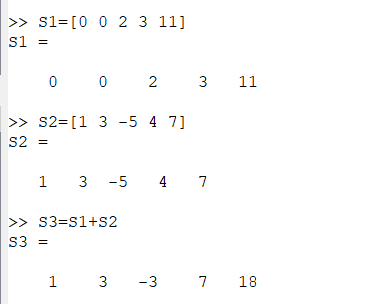 >> S1=[0 0 2 3 11]
S1 =
0 0 2 3 11
>> S2=[1 3 -5 4 7]
S2 =
1 3 -5 4 7
>> S3=S1+S2
S3 =
1 3 -3 7 18